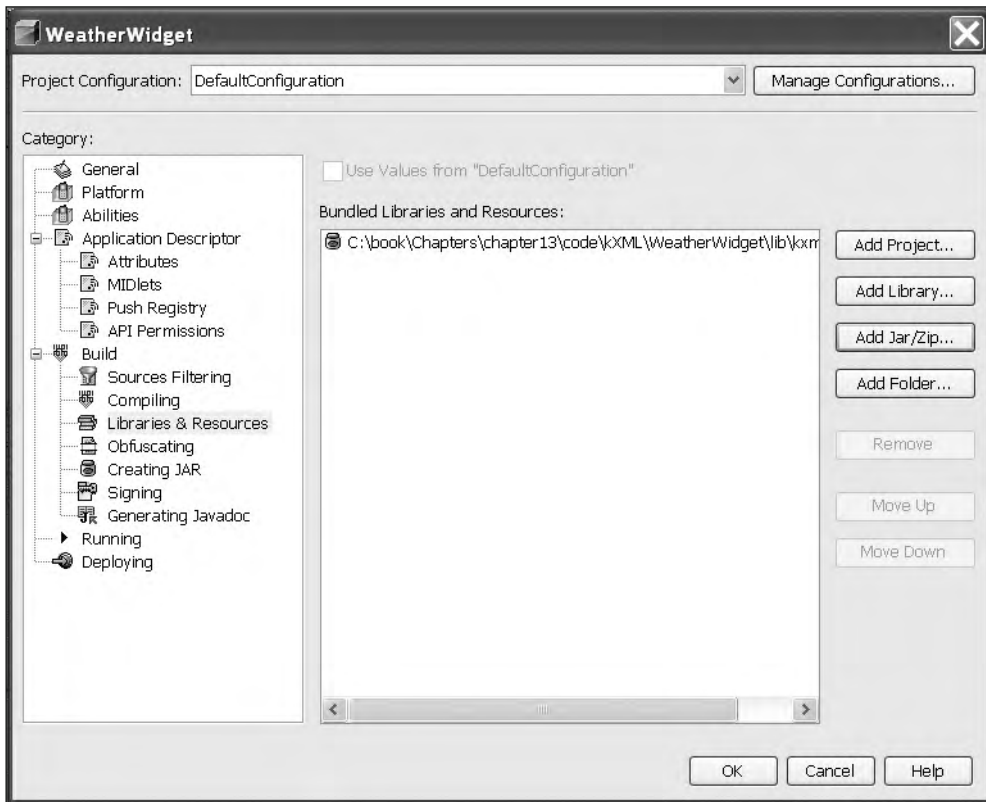 WeatherWidget
Project Configuration: DefaultConfiguration Manage Configurations...
Category:
General
Platform
Abilities
Application Descriptor
Attributes
MIDlets
Push Registry
API Permissions
Build
Sources Filtering
Compiling
Libraries & Resources
Obfuscating
Creating JAR
Signing
Generating Javadoc
Running
Deploying
Use Values from "DefaultConfiguration"
Bundled Libraries and Resources:
C:\book\Chapters\chapter13\code\kXML\WeatherWidget\lib\kxm
Add Project...
Add Library...
Add Jar/Zip...
Add Folder...
Remove
Move Up
Move Down
OK Cancel Help